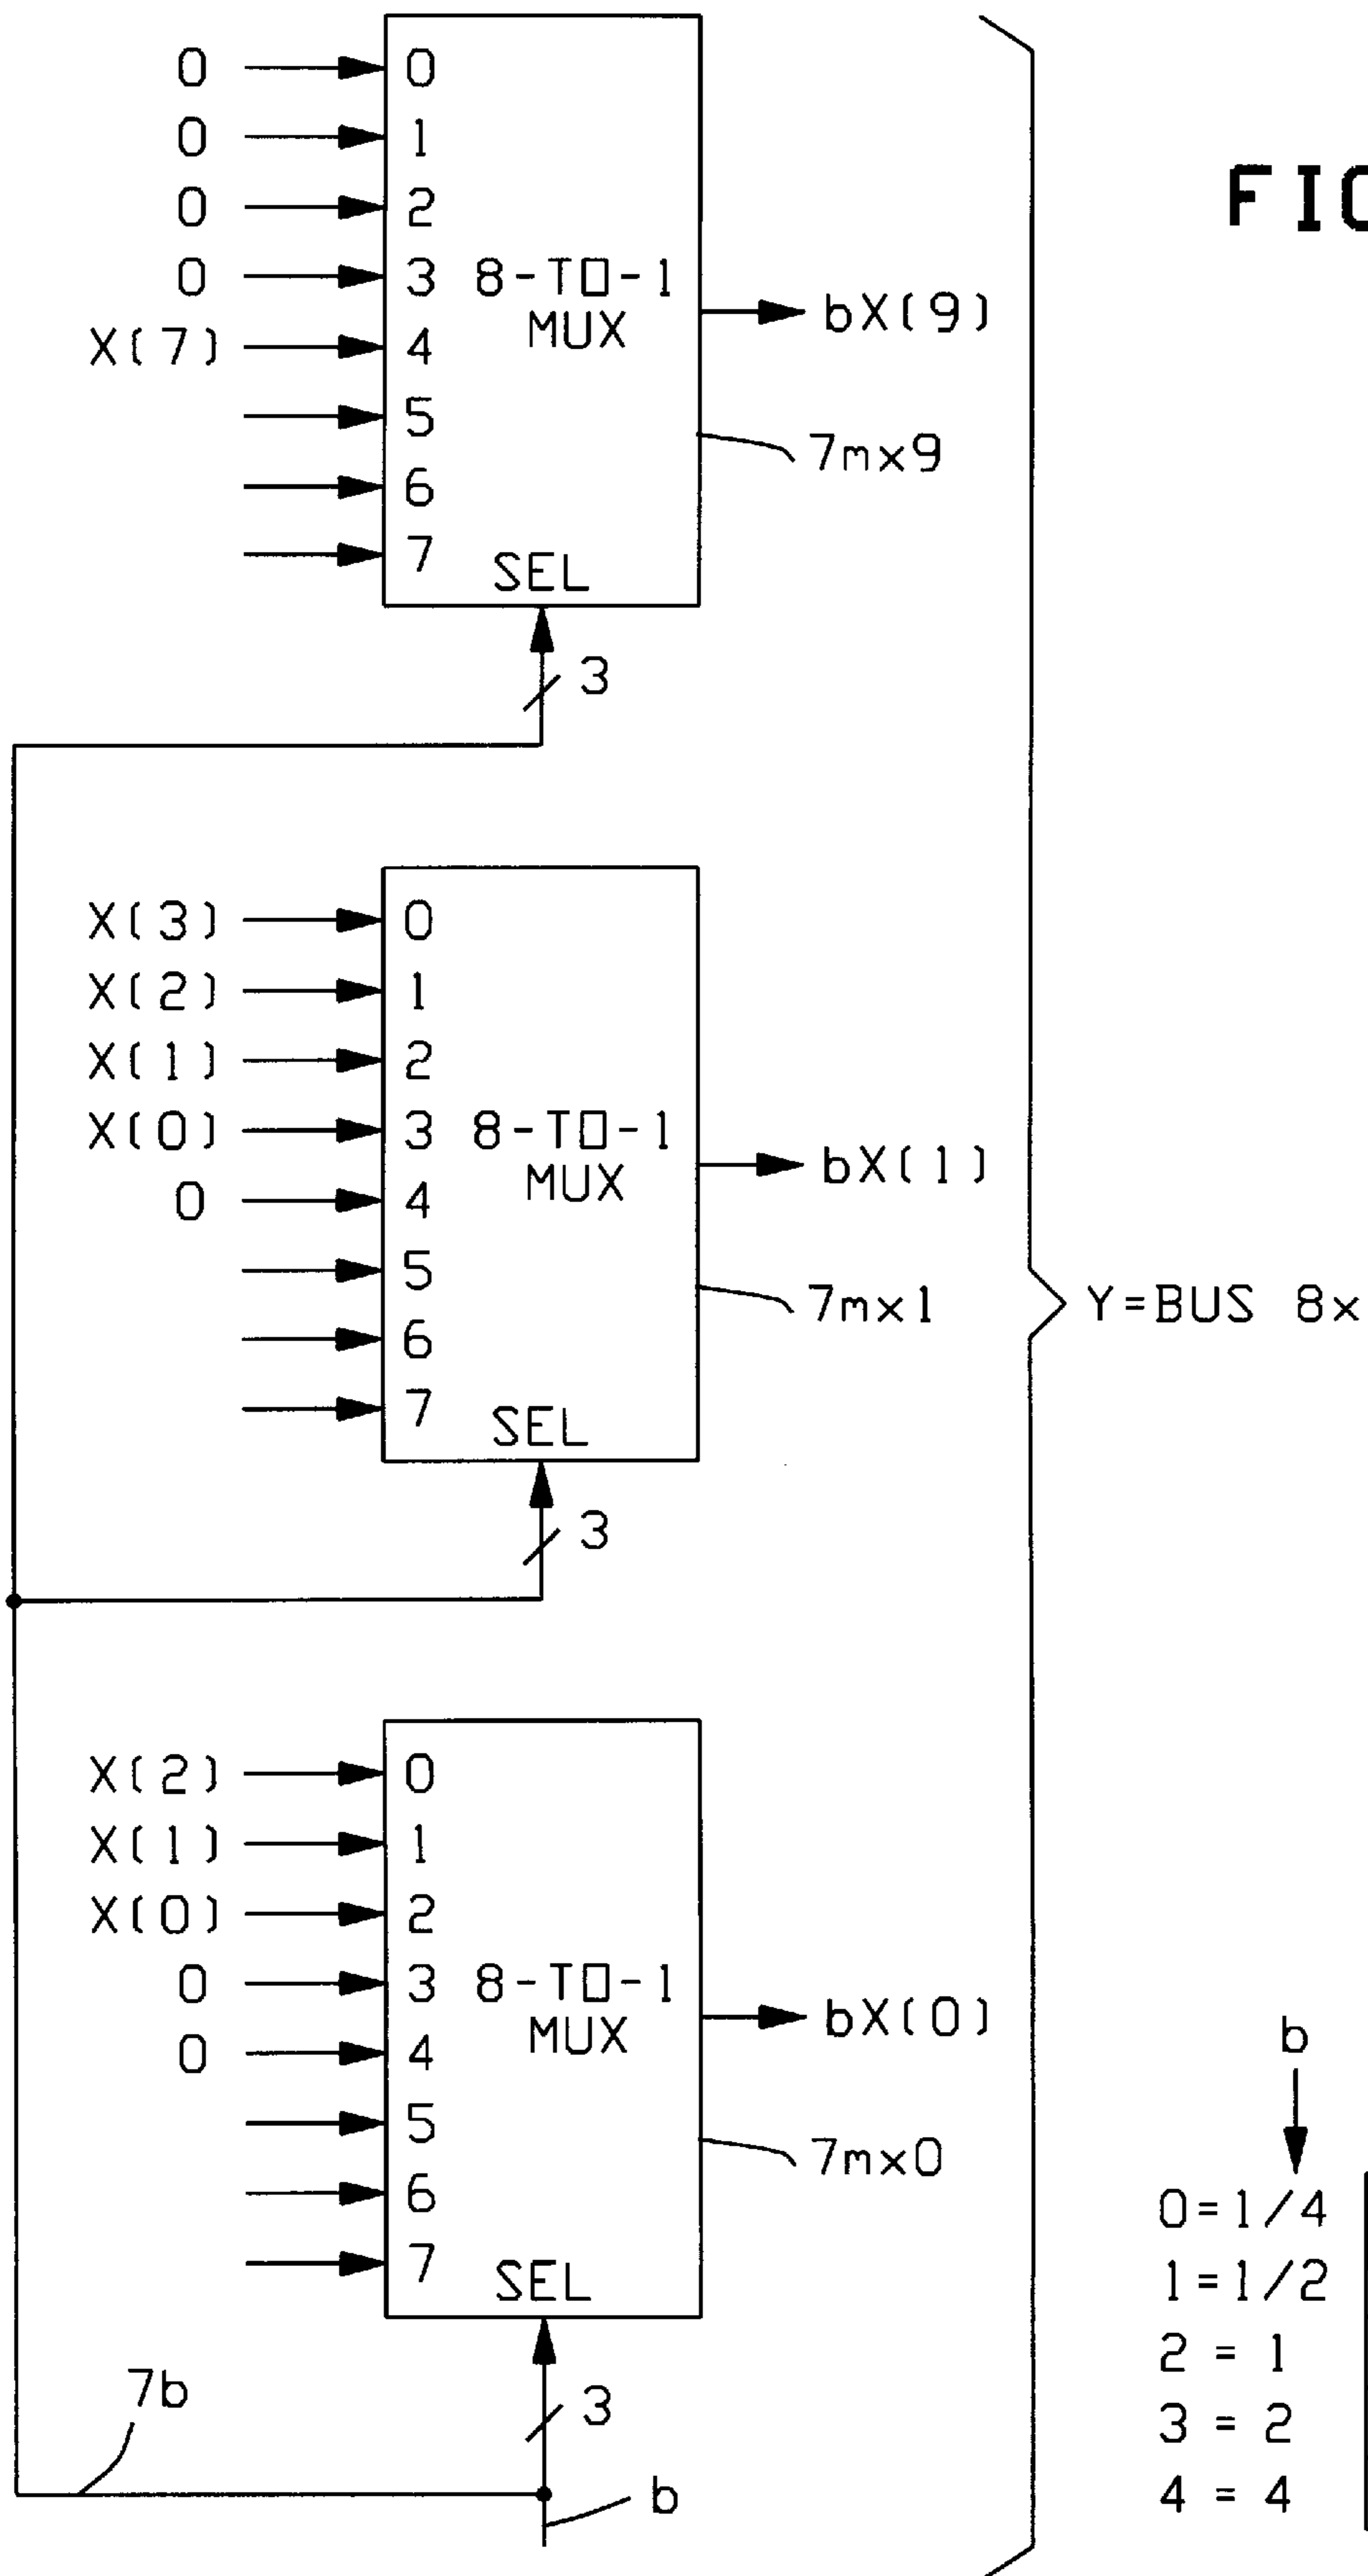 FIG
0 0
0 1
0 2
0 3 8-TO-1
MUX
bX(9)
X(7) 4
5
7mx9
6
7 SEL
3
X(3) 0
X(2) 1
X(1) 2
X(0) 3 8-TO-1
MUX
bX(1)
0 4
5
7mx1
Y=BUS 8x
6
7 SEL
3
X(2) 0
X(1) 1
X(0) 2
0 3 8-TO-1
MUX
bX(0)
0 4
5
7mx0
6
7 SEL
7b
3
b
b
0=1/4
1=1/2
2 = 1
3 = 2
4 = 4